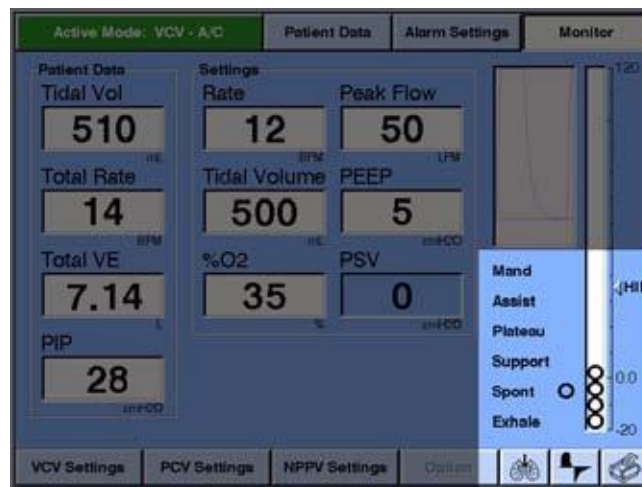 Active Mode: VCV - A/C Patient Data Alarm Settings Monitor
Patient Data Settings
120
Tidal Vol Rate Peak Flow
510 12 50
mL BPM LPM
Total Rate Tidal Volume PEEP
14 500 5
BPM mL cmH2O
Total VE %O2 PSV
7.14 35 0
L % cmH2O
PIP
28
cmH2O
Mand
Assist
Plateau
Support
Spont
Exhale
0.0
-20
VCV Settings PCV Settings NPPV Settings